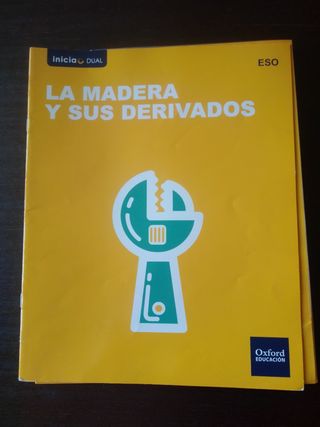 inicia DUAL
ESO
LA MADERA
Y SUS DERIVADOS
Oxford
EDUCACIÓN